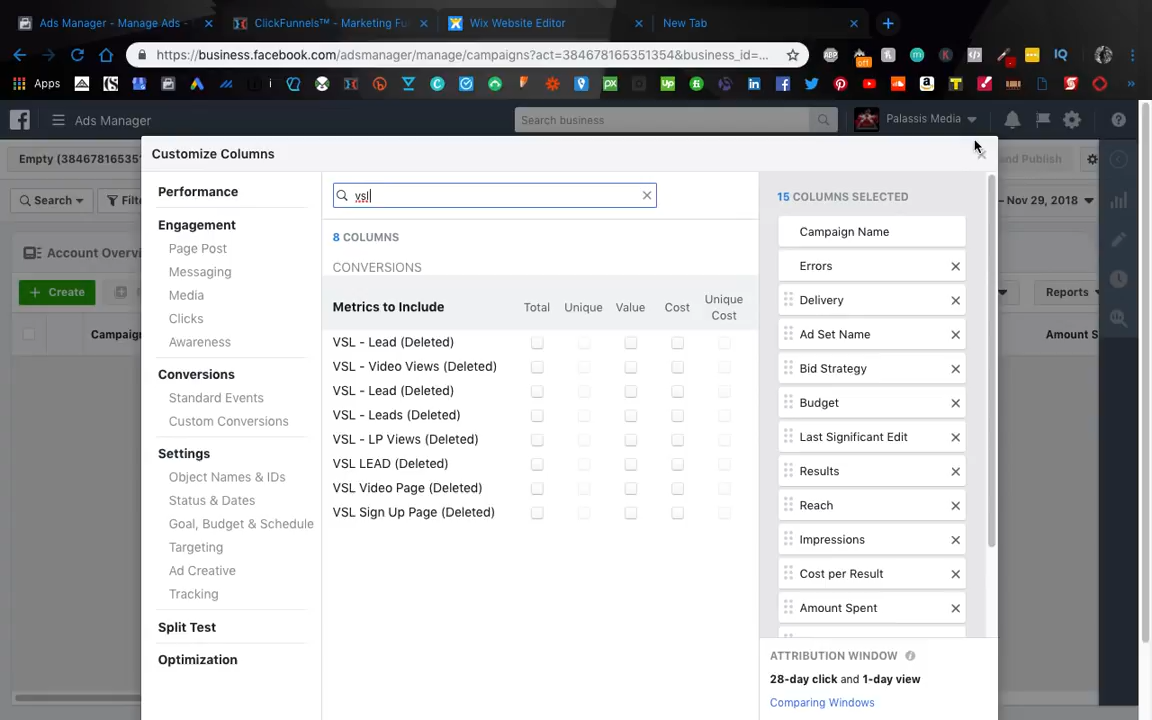 Ads Manager - Manage Ads -
ClickFunnels™ - Marketing Fu
Wix Website Editor
New Tab
https://business.facebook.com/adsmanager/manage/campaigns?act=384678165351354&business_id=...
Apps
Ads Manager
Search business
Palassis Media
Customize Columns
Empty (38467816535
and Publish
Search
Filte
– Nov 29, 2018
Account Overv
Create
Reports
Campaign
Amount S
Performance
Engagement
Page Post
Messaging
Media
Clicks
Awareness
Conversions
Standard Events
Custom Conversions
Settings
Object Names & IDs
Status & Dates
Goal, Budget & Schedule
Targeting
Ad Creative
Tracking
Split Test
Optimization
vsl
8 COLUMNS
CONVERSIONS
Metrics to Include Total Unique Value Cost Unique Cost
VSL - Lead (Deleted)
VSL - Video Views (Deleted)
VSL - Lead (Deleted)
VSL - Leads (Deleted)
VSL - LP Views (Deleted)
VSL LEAD (Deleted)
VSL Video Page (Deleted)
VSL Sign Up Page (Deleted)
15 COLUMNS SELECTED
Campaign Name
Errors
Delivery
Ad Set Name
Bid Strategy
Budget
Last Significant Edit
Results
Reach
Impressions
Cost per Result
Amount Spent
ATTRIBUTION WINDOW
28-day click and 1-day view
Comparing Windows